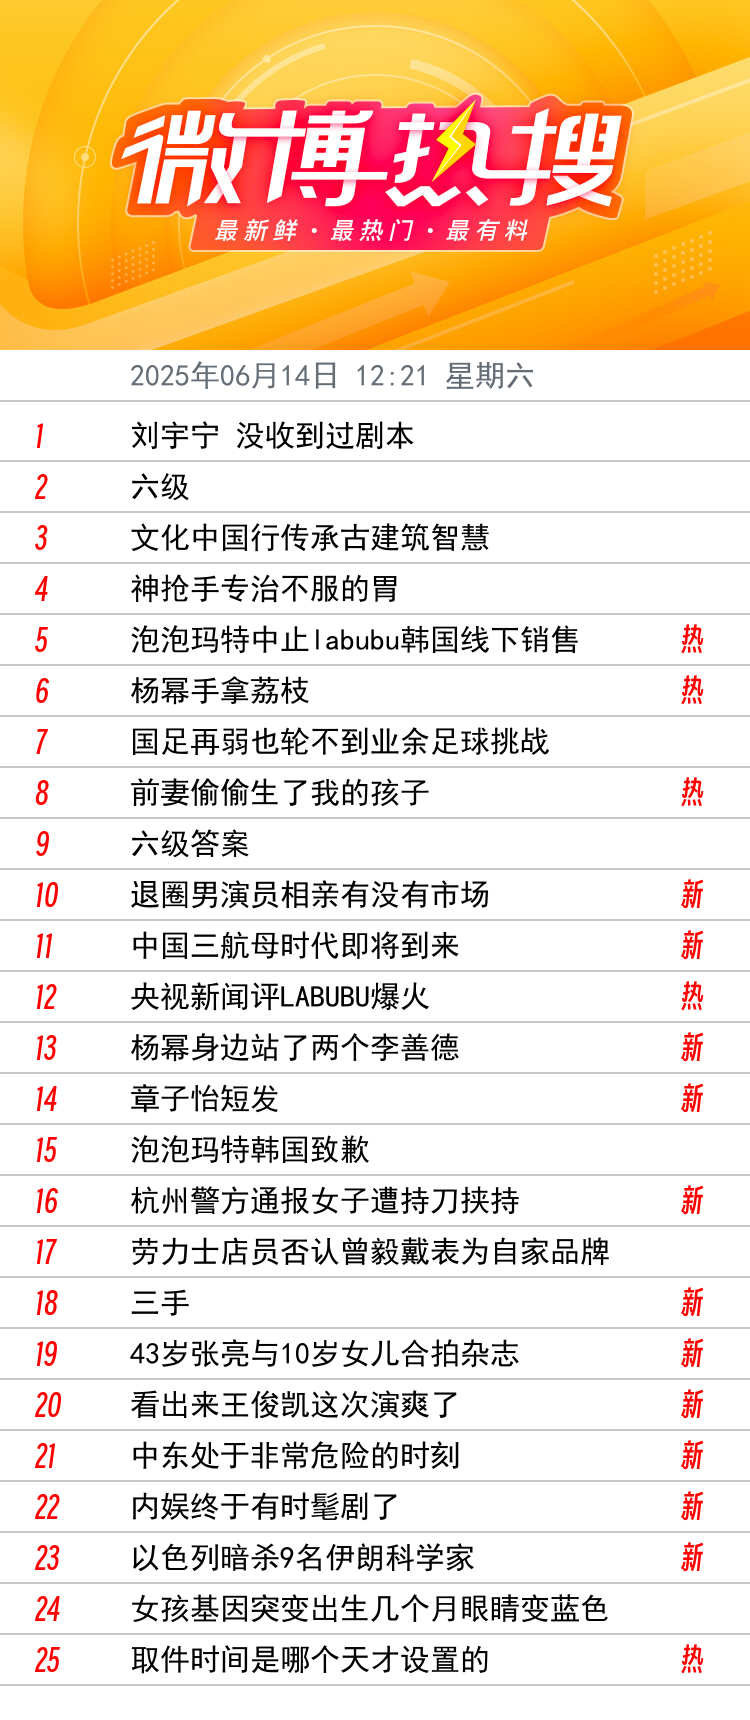 微博热搜
最新鲜·最热门·最有料
2025年06月14日 12:21 星期六
1 刘宇宁 没收到过剧本
2 六级
3 文化中国行传承古建筑智慧
4 神抢手专治不服的胃
5 泡泡玛特中止labubu韩国线下销售 热
6 杨幂手拿荔枝 热
7 国足再弱也轮不到业余足球挑战
8 前妻偷偷生了我的孩子 热
9 六级答案
10 退圈男演员相亲有没有市场 新
11 中国三航母时代即将到来 新
12 央视新闻评LABUBU爆火 热
13 杨幂身边站了两个李善德 新
14 章子怡短发 新
15 泡泡玛特韩国致歉
16 杭州警方通报女子遭持刀挟持 新
17 劳力士店员否认曾毅戴表为自家品牌
18 三手 新
19 43岁张亮与10岁女儿合拍杂志 新
20 看出来王俊凯这次演爽了 新
21 中东处于非常危险的时刻 新
22 内娱终于有时髦剧了 新
23 以色列暗杀9名伊朗科学家 新
24 女孩基因突变出生几个月眼睛变蓝色
25 取件时间是哪个天才设置的 热